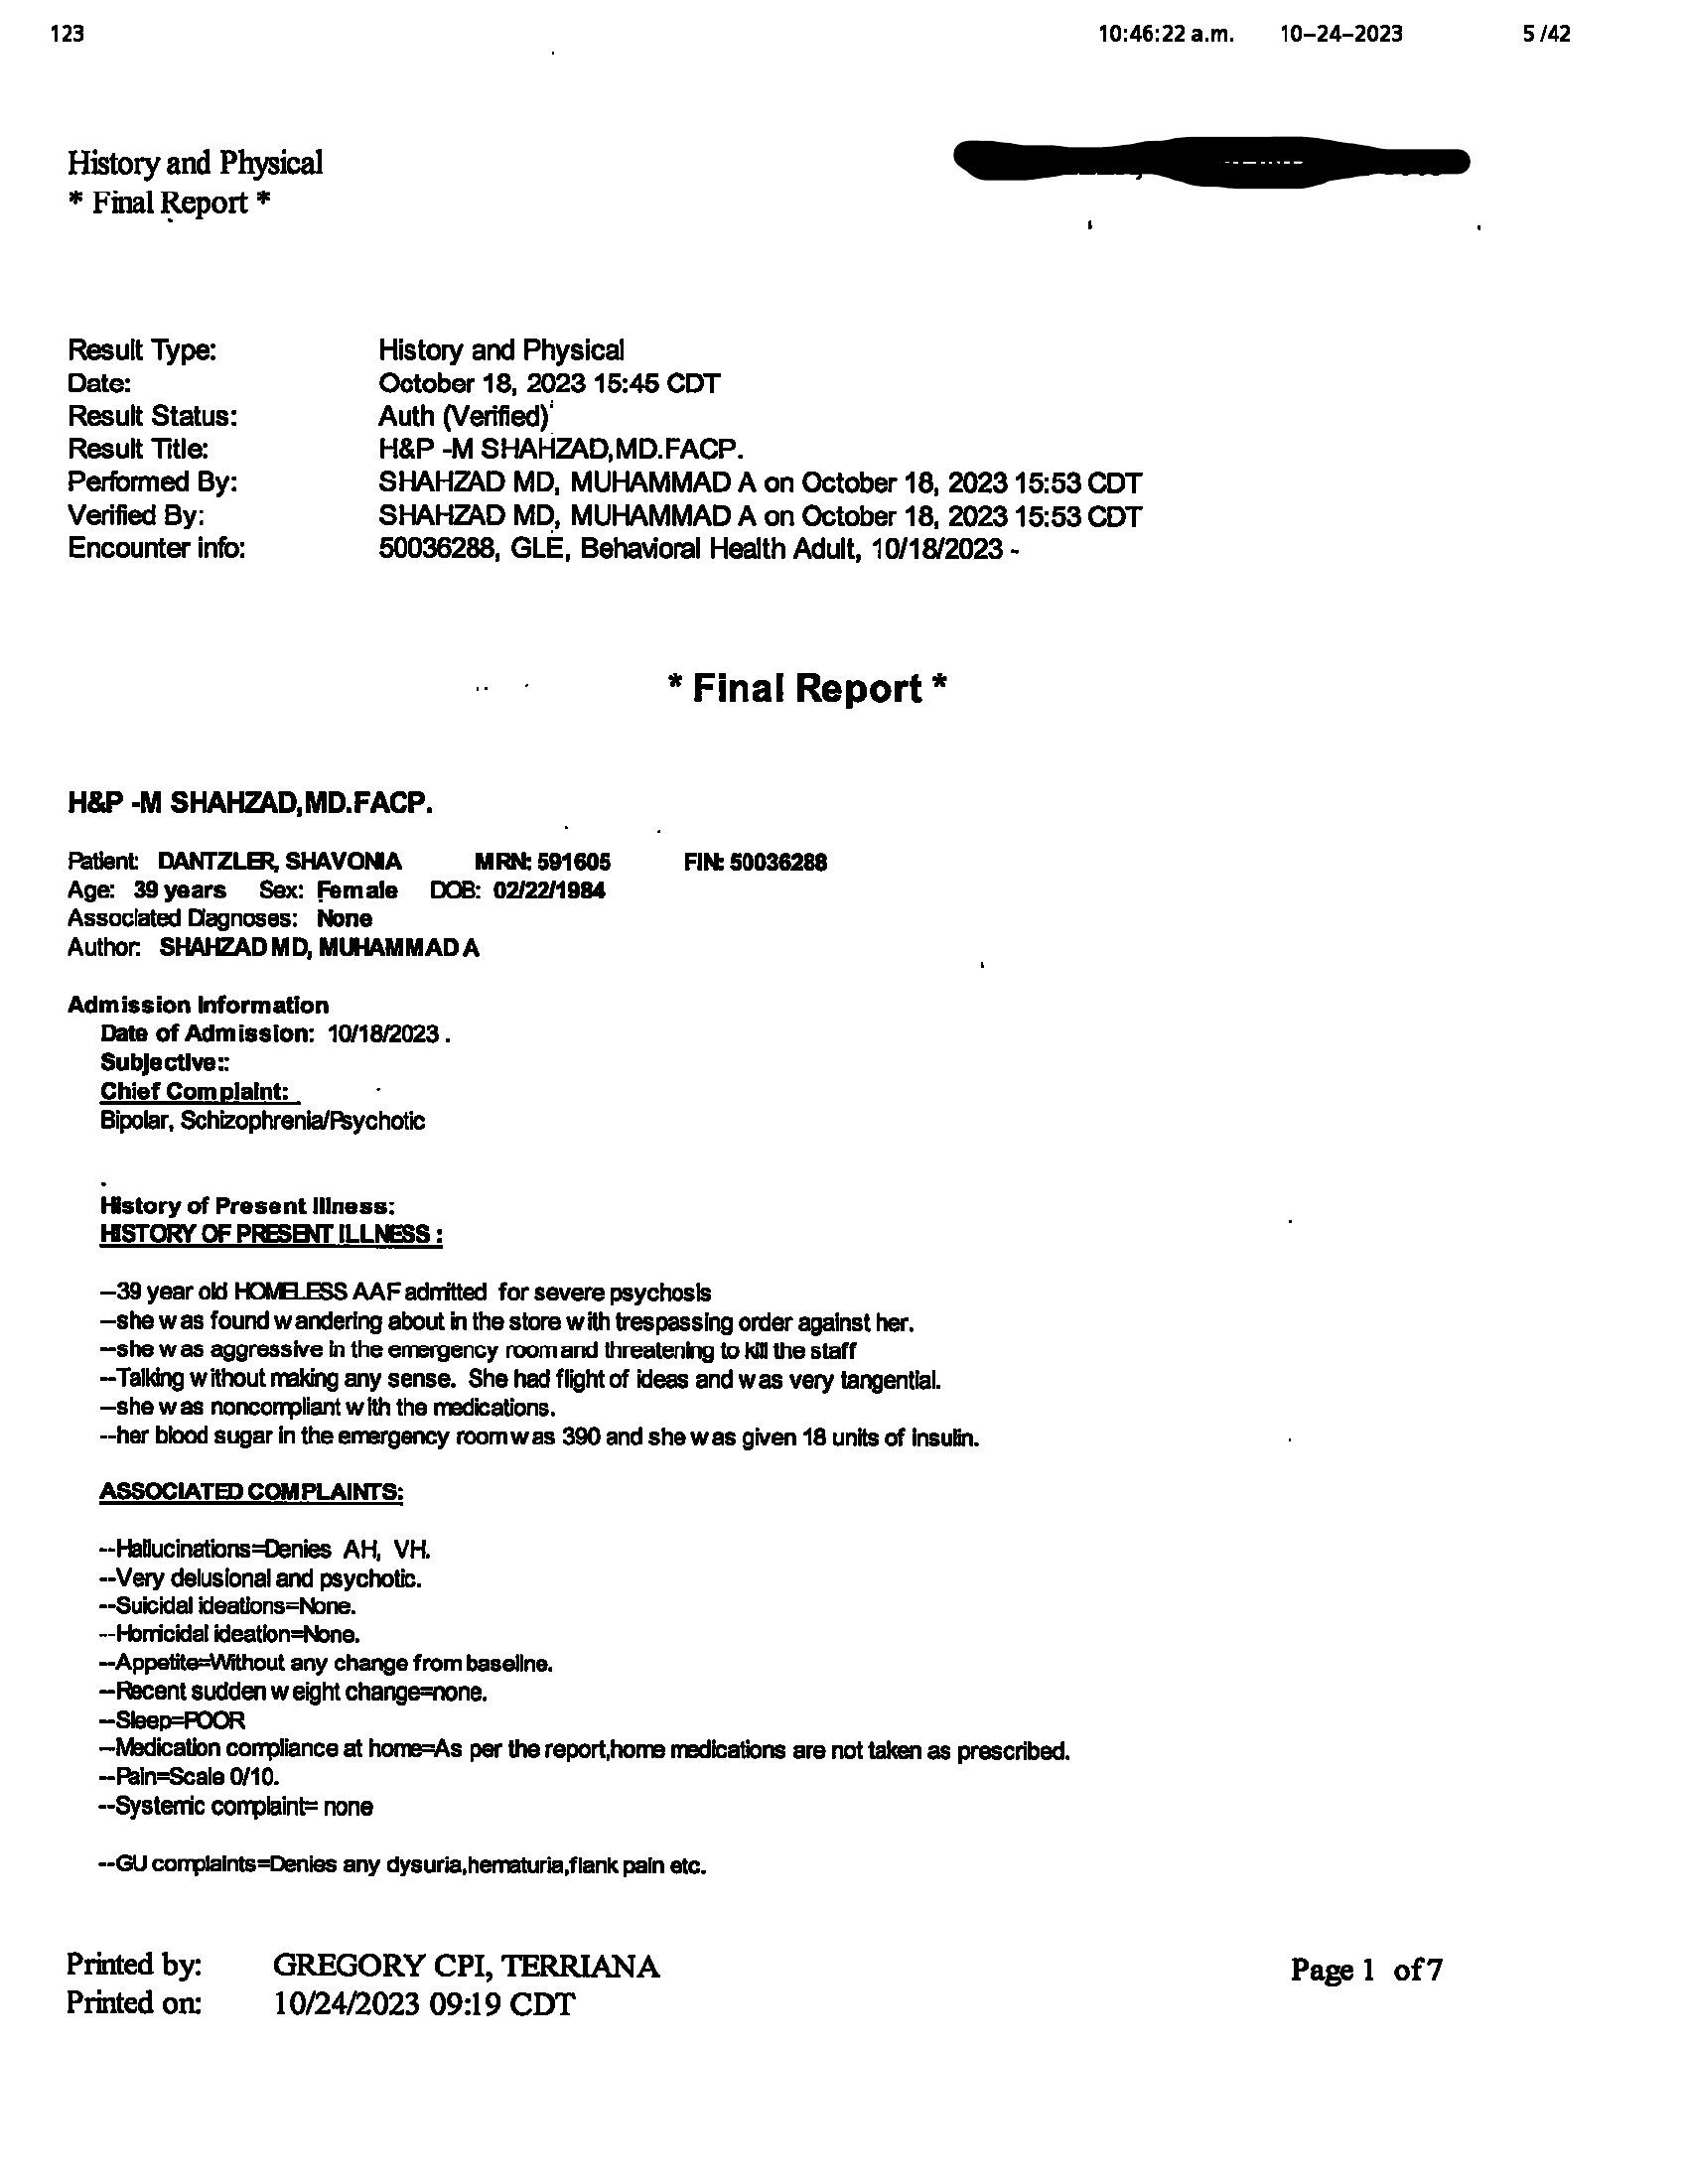 123 10:46:22 a.m. 10-24-2023 5 /42
History and Physical
* Final Report *
Result Type: History and Physical
Date: October 18, 2023 15:45 CDT
Result Status: Auth (Verified)
Result Title: H&P -M SHAHZAD,MD.FACP.
Performed By: SHAHZAD MD, MUHAMMAD A on October 18, 2023 15:53 CDT
Verified By: SHAHZAD MD, MUHAMMAD A on October 18, 2023 15:53 CDT
Encounter info: 50036288, GLE, Behavioral Health Adult, 10/18/2023 -
* Final Report *
H&P -M SHAHZAD,MD.FACP.
Patient: DANTZLER, SHAVONIA MRN: 591605 FIN: 50036288
Age: 39 years Sex: Female DOB: 02/22/1984
Associated Diagnoses: None
Author: SHAHZAD MD, MUHAMMAD A
Admission Information
Date of Admission: 10/18/2023 .
Subjective::
Chief Complaint:
Bipolar, Schizophrenia/Psychotic
.
History of Present Illness:
HISTORY OF PRESENT ILLNESS :
--39 year old HOMELESS AAF admitted for severe psychosis
--she was found wandering about in the store with trespassing order against her.
--she was aggressive in the emergency room and threatening to kill the staff
--Talking without making any sense. She had flight of ideas and was very tangential.
--she was noncompliant with the medications.
--her blood sugar in the emergency room was 390 and she was given 18 units of insulin.
ASSOCIATED COMPLAINTS:
--Hallucinations=Denies AH, VH.
--Very delusional and psychotic.
--Suicidal ideations=None.
--Homicidal ideation=None.
--Appetite=Without any change from baseline.
--Recent sudden weight change=none.
--Sleep=POOR
--Medication compliance at home=As per the report,home medications are not taken as prescribed.
--Pain=Scale 0/10.
--Systemic complaint= none
--GU complaints=Denies any dysuria,hematuria,flank pain etc.
Printed by: GREGORY CPI, TERRIANA Page 1 of 7
Printed on: 10/24/2023 09:19 CDT